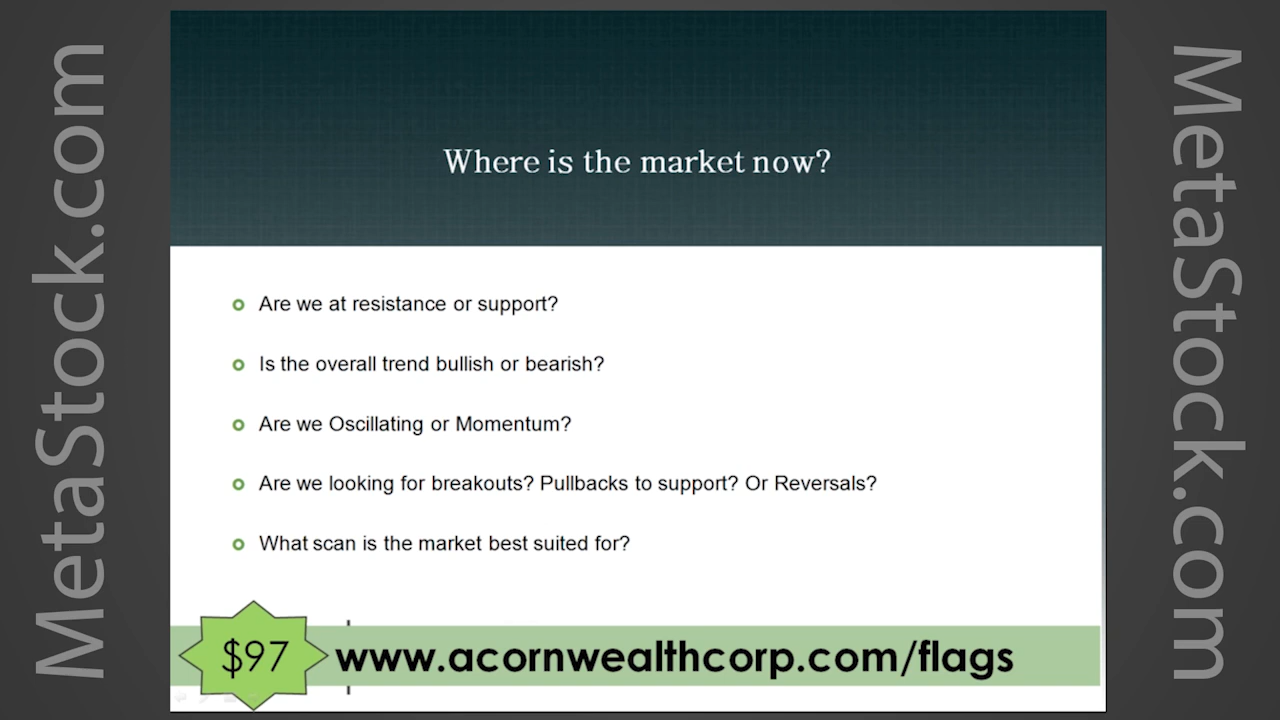 MetaStock.com
Where is the market now?
Are we at resistance or support?
Is the overall trend bullish or bearish?
Are we Oscillating or Momentum?
Are we looking for breakouts? Pullbacks to support? Or Reversals?
What scan is the market best suited for?
$97
www.acornwealthcorp.com/flags
MetaStock.com